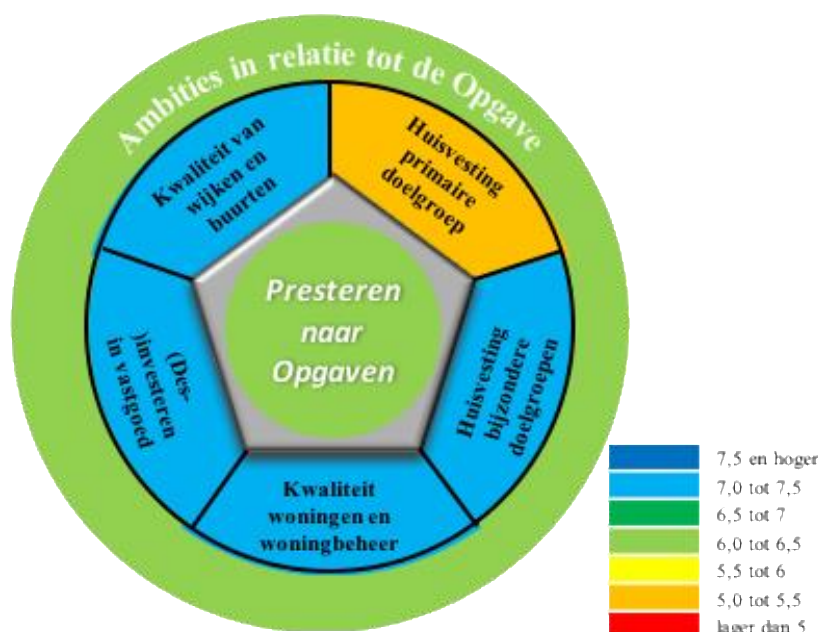 Ambities in relatie tot de Opgave
Kwaliteit van
wijken en
buurten
Huisvesting
primaire
doelgroep
(Des-
)investeren
in vastgoed
Presteren
naar
Opgaven
Huisvesting
bijzondere
doelgroepen
Kwaliteit
woningen en
woningbeheer
7,5 en hoger
7,0 tot 7,5
6,5 tot 7
6,0 tot 6,5
5,5 tot 6
5,0 tot 5,5
lager dan 5